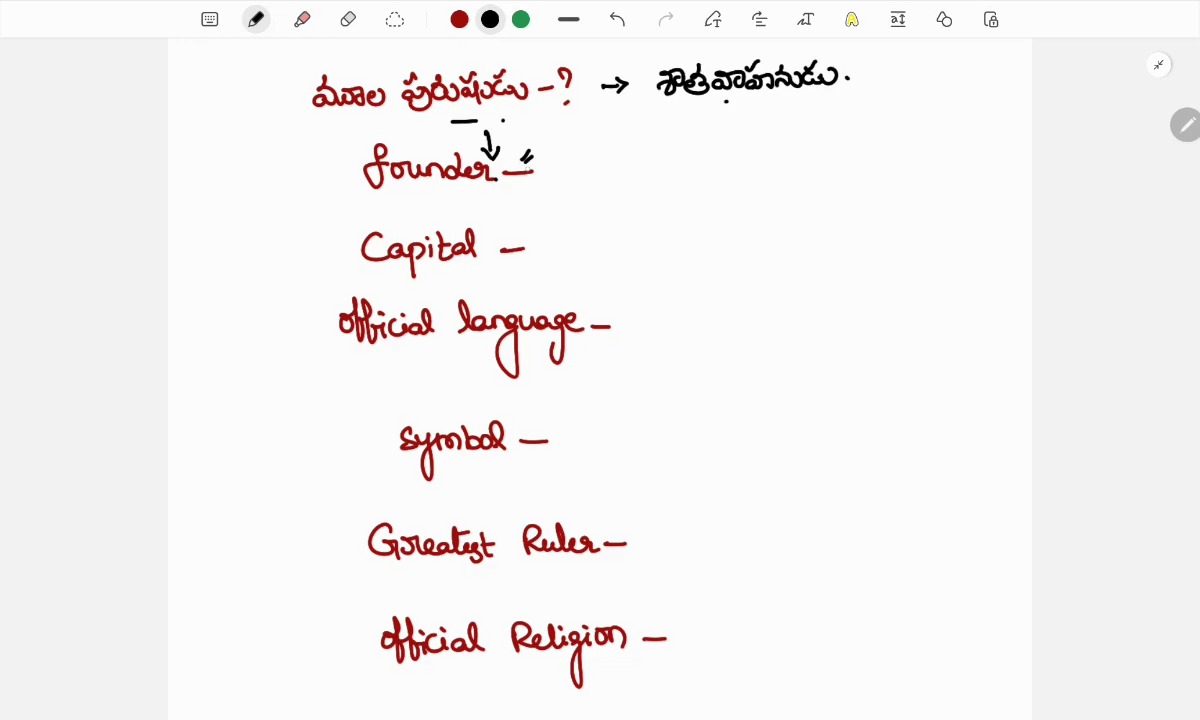 మూల పురుషుడు -? → శాతవాహనుడు.
founder -
Capital -
official language -
Symbol -
Greatest Ruler -
official Religion -